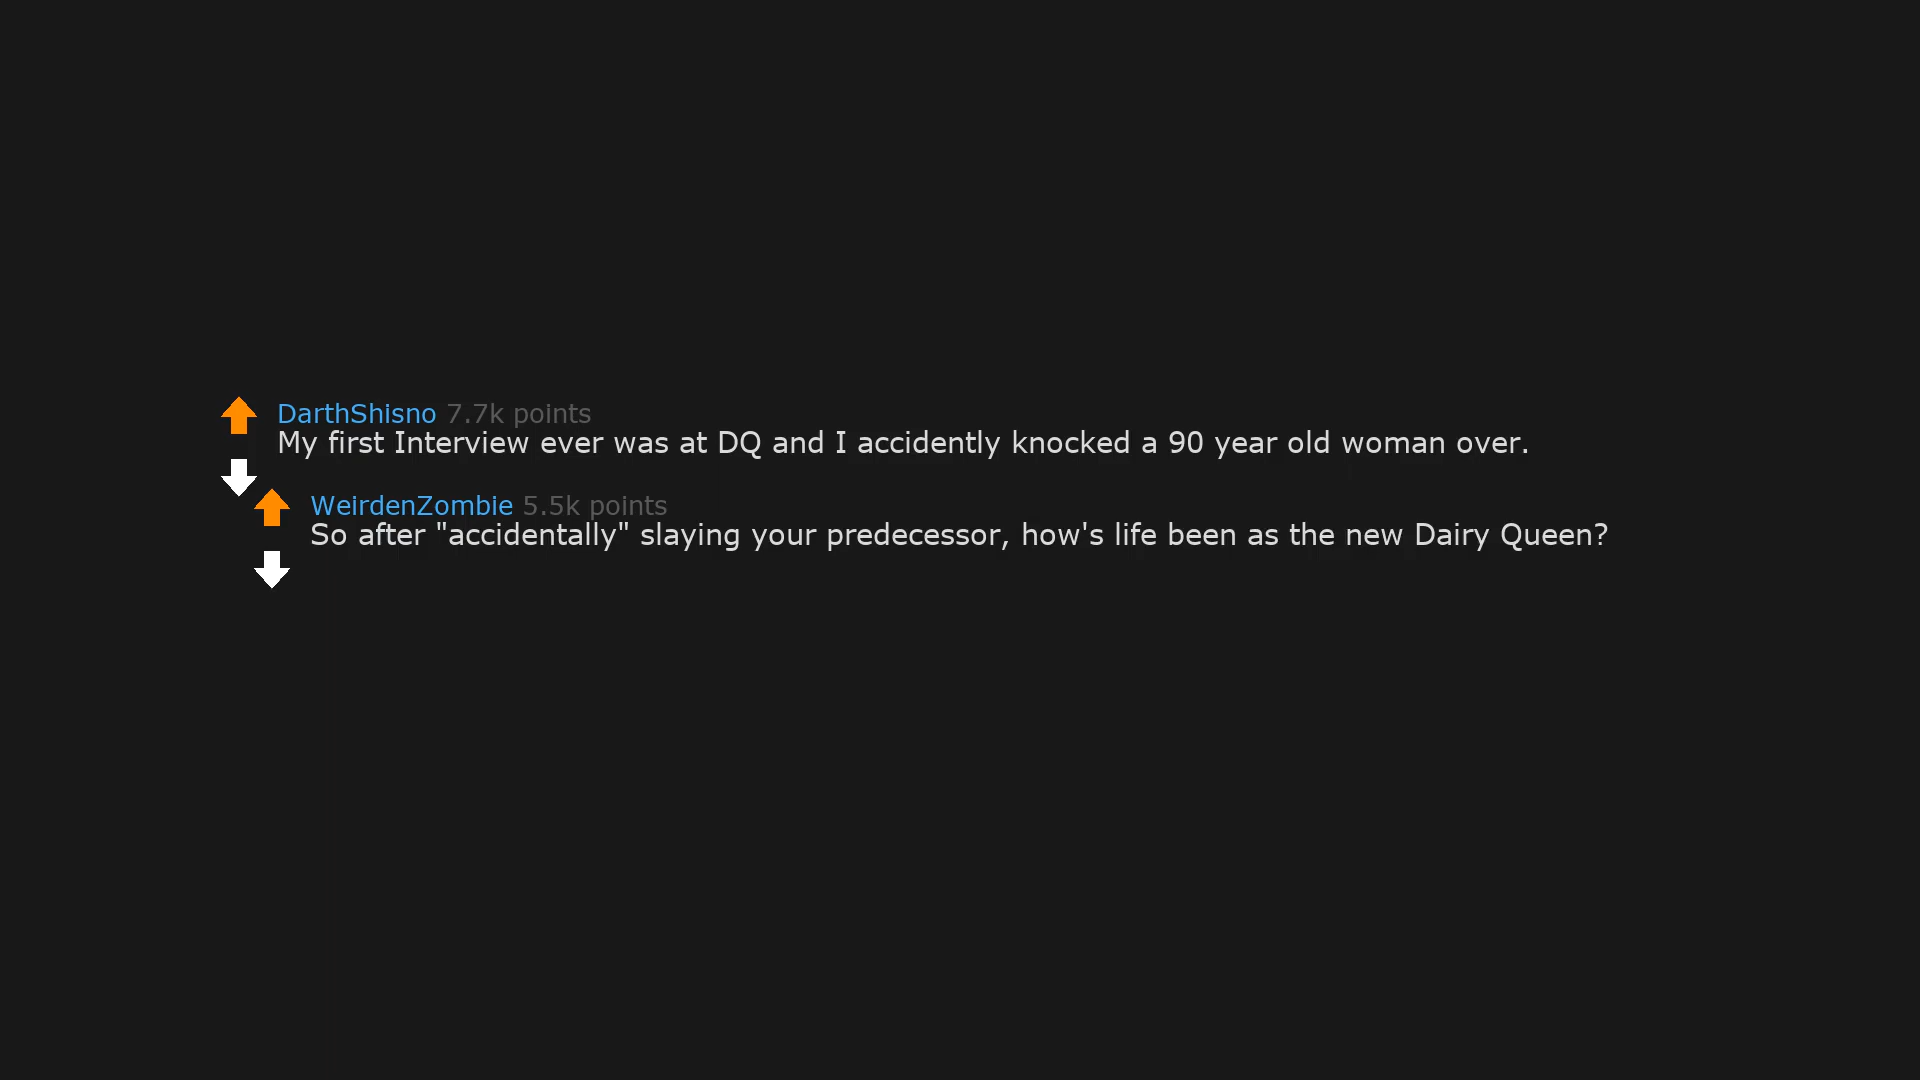 DarthShisno 7.7k points
My first Interview ever was at DQ and I accidently knocked a 90 year old woman over.
WeirdenZombie 5.5k points
So after "accidentally" slaying your predecessor, how's life been as the new Dairy Queen?